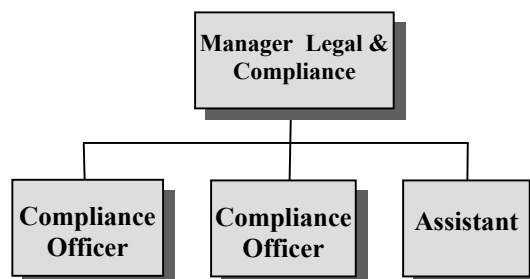 Manager Legal &
Compliance
Compliance
Officer
Compliance
Officer
Assistant